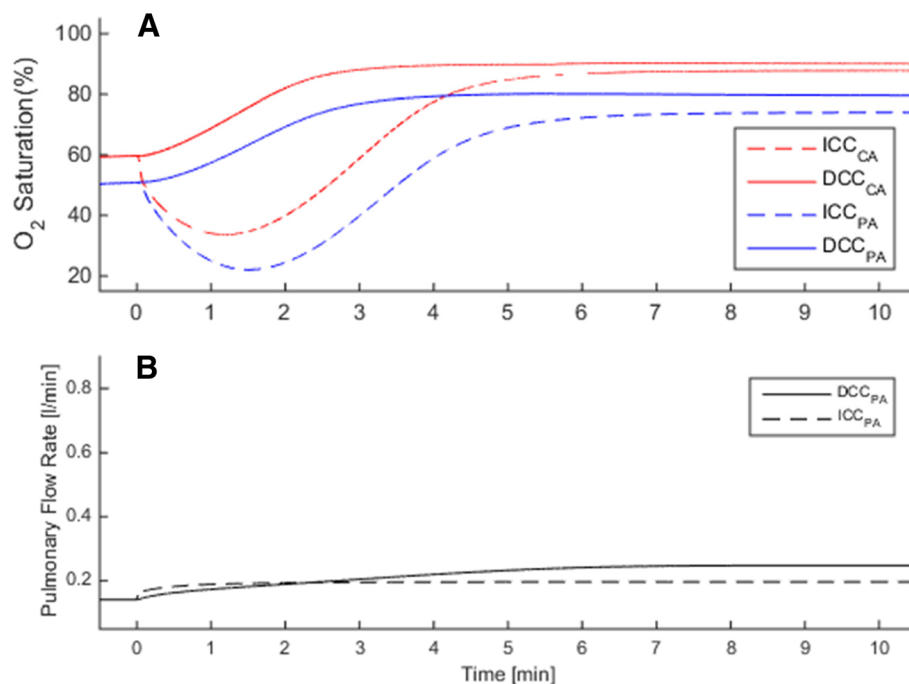 A
O2 Saturation(%)
100
80
60
40
20
ICCCA
DCCCA
ICCPA
DCCPA
0 1 2 3 4 5 6 7 8 9 10
B
Pulmonary Flow Rate [l/min]
0.8
0.6
0.4
0.2
DCCPA
ICCPA
0 1 2 3 4 5 6 7 8 9 10
Time [min]